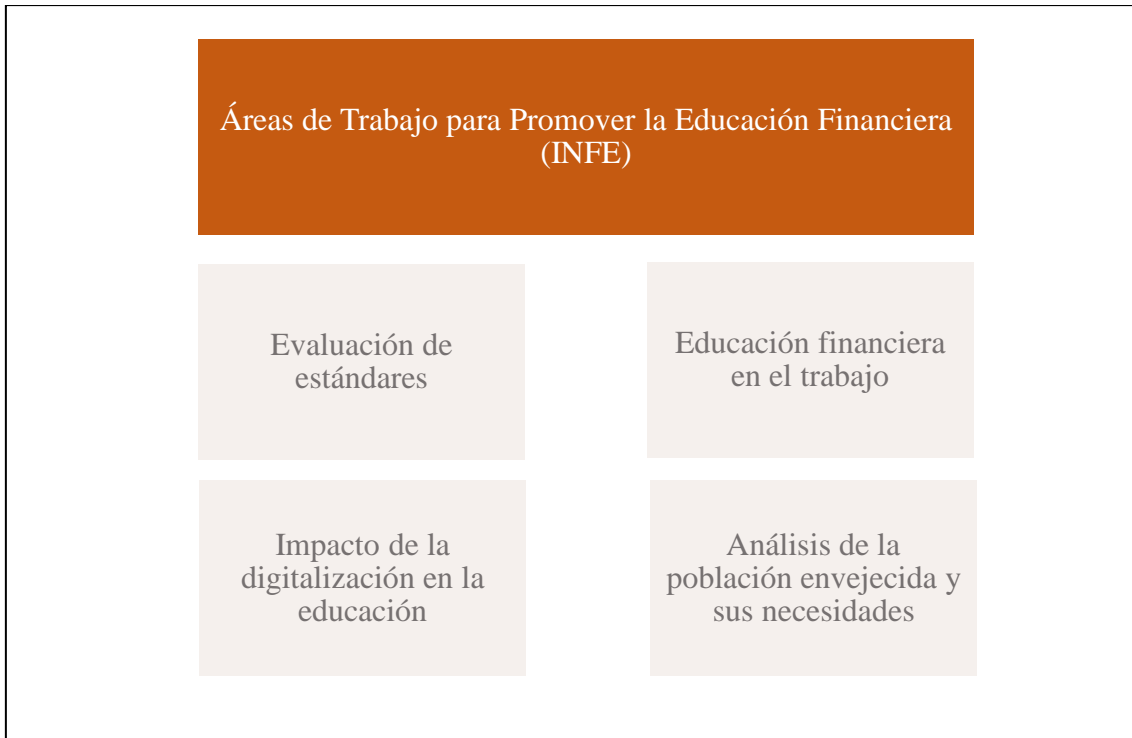 Áreas de Trabajo para Promover la Educación Financiera
(INFE)
Evaluación de
estándares
Educación financiera
en el trabajo
Impacto de la
digitalización en la
educación
Análisis de la
población envejecida y
sus necesidades